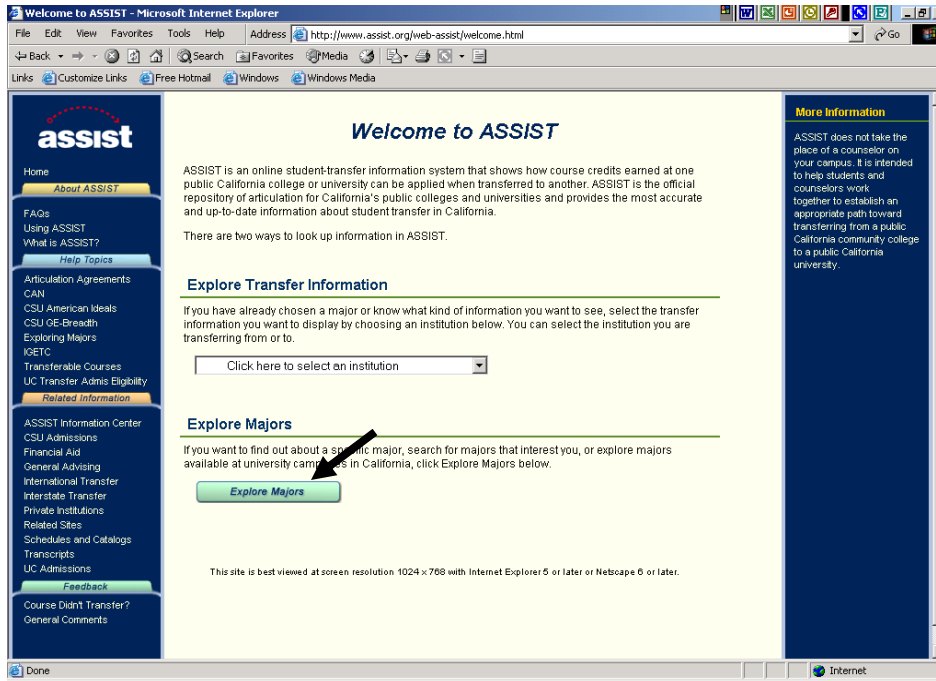 Welcome to ASSIST - Microsoft Internet Explorer
File Edit View Favorites Tools Help Address http://www.assist.org/web-assist/welcome.html Go
Back Search Favorites Media
Links Customize Links Free Hotmail Windows Windows Media
assist
Home
About ASSIST
FAQs
Using ASSIST
What is ASSIST?
Help Topics
Articulation Agreements
CAN
CSU American Ideals
CSU GE-Breadth
Exploring Majors
IGETC
Transferable Courses
UC Transfer Admis Eligibility
Related Information
ASSIST Information Center
CSU Admissions
Financial Aid
General Advising
International Transfer
Interstate Transfer
Private Institutions
Related Sites
Schedules and Catalogs
Transcripts
UC Admissions
Feedback
Course Didn't Transfer?
General Comments
Welcome to ASSIST
ASSIST is an online student-transfer information system that shows how course credits earned at one
public California college or university can be applied when transferred to another. ASSIST is the official
repository of articulation for California's public colleges and universities and provides the most accurate
and up-to-date information about student transfer in California.
There are two ways to look up information in ASSIST.
Explore Transfer Information
If you have already chosen a major or know what kind of information you want to see, select the transfer
information you want to display by choosing an institution below. You can select the institution you are
transferring from or to.
Click here to select an institution
Explore Majors
If you want to find out about a specific major, search for majors that interest you, or explore majors
available at university campuses in California, click Explore Majors below.
Explore Majors
This site is best viewed at screen resolution 1024 x 768 with Internet Explorer 5 or later or Netscape 6 or later.
More Information
ASSIST does not take the
place of a counselor on
your campus. It is intended
to help students and
counselors work
together to establish an
appropriate path toward
transferring from a public
California community college
to a public California
university.
Done
Internet